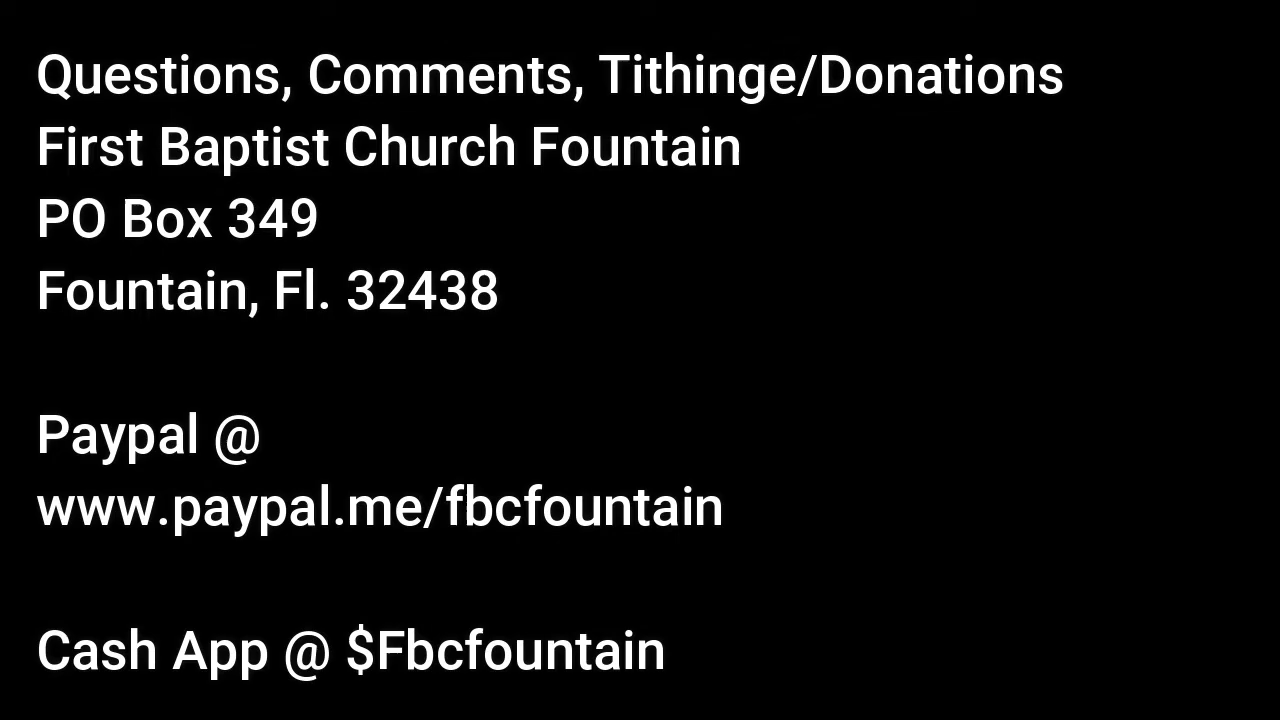 Questions, Comments, Tithinge/Donations
First Baptist Church Fountain
PO Box 349
Fountain, Fl. 32438
Paypal @
www.paypal.me/fbcfountain
Cash App @ $Fbcfountain